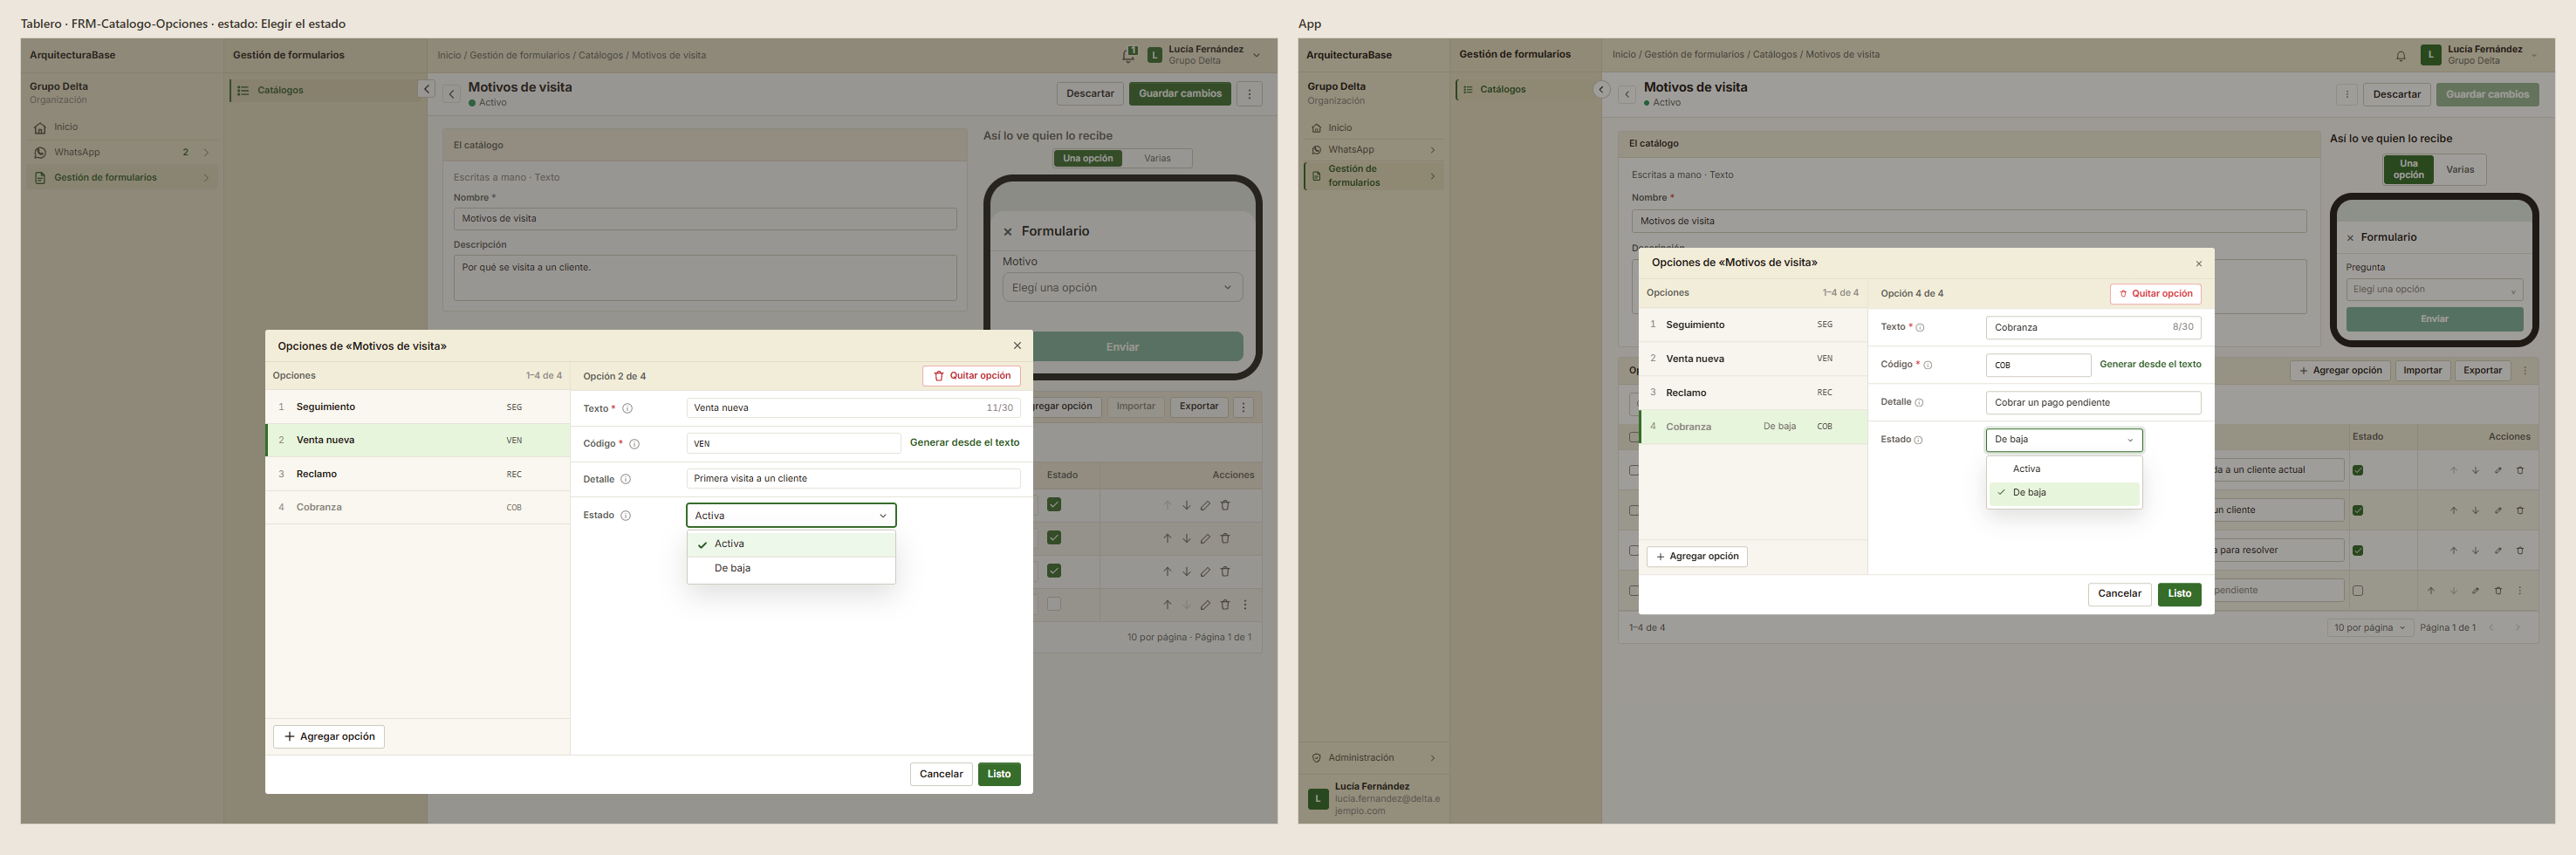 Tablero · FRM-Catalogo-Opciones · estado: Elegir el estado
ArquitecturaBase
Gestión de formularios
Inicio / Gestión de formularios / Catálogos / Motivos de visita
1
L
Lucía Fernández
Grupo Delta
Grupo Delta
Organización
Inicio
WhatsApp 2
Gestión de formularios
Catálogos
Motivos de visita
Activo
Descartar
Guardar cambios
El catálogo
Escritas a mano · Texto
Nombre *
Motivos de visita
Descripción
Por qué se visita a un cliente.
Así lo ve quien lo recibe
Una opción
Varias
Formulario
Motivo
Elegí una opción
Enviar
gregar opción
Importar
Exportar
Estado
Acciones
10 por página · Página 1 de 1
Opciones de «Motivos de visita»
Opciones
1–4 de 4
1 Seguimiento SEG
2 Venta nueva VEN
3 Reclamo REC
4 Cobranza COB
Agregar opción
Opción 2 de 4
Quitar opción
Texto *
Venta nueva
11/30
Código *
VEN
Generar desde el texto
Detalle
Primera visita a un cliente
Estado
Activa
Activa
De baja
Cancelar
Listo
App
ArquitecturaBase
Gestión de formularios
Inicio / Gestión de formularios / Catálogos / Motivos de visita
L
Lucía Fernández
Grupo Delta
Grupo Delta
Organización
Inicio
WhatsApp
Gestión de
formularios
Catálogos
Administración
L
Lucía Fernández
lucia.fernandez@delta.e
jemplo.com
Motivos de visita
Activo
Descartar
Guardar cambios
El catálogo
Escritas a mano · Texto
Nombre *
Motivos de visita
Así lo ve quien lo recibe
Una
opción
Varias
Formulario
Pregunta
Elegí una opción
Enviar
Agregar opción
Importar
Exportar
Estado
Acciones
da a un cliente actual
un cliente
a para resolver
pendiente
1–4 de 4
10 por página
Página 1 de 1
Opciones de «Motivos de visita»
Opciones
1–4 de 4
1 Seguimiento SEG
2 Venta nueva VEN
3 Reclamo REC
4 Cobranza De baja COB
Agregar opción
Opción 4 de 4
Quitar opción
Texto *
Cobranza
8/30
Código *
COB
Generar desde el texto
Detalle
Cobrar un pago pendiente
Estado
De baja
Activa
De baja
Cancelar
Listo